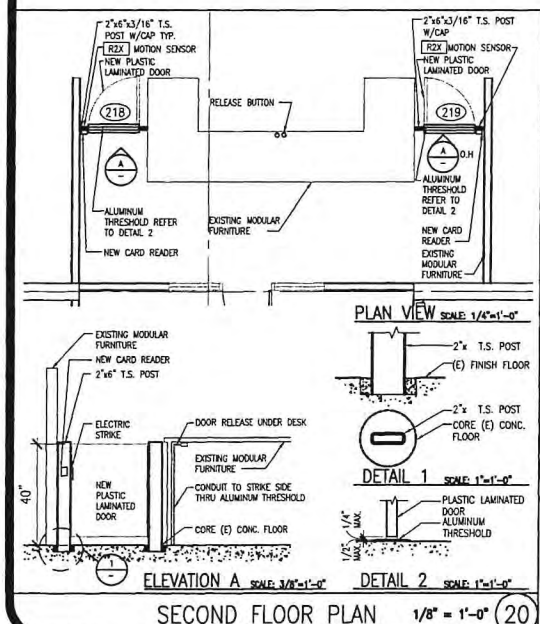 2"x6"x3/16" T.S.
POST W/CAP TYP.
R2X MOTION SENSOR
NEW PLASTIC
LAMINATED DOOR
218
RELEASE BUTTON
2"x6"x3/16" T.S. POST
W/CAP
R2X MOTION SENSOR
NEW PLASTIC
LAMINATED DOOR
219
A
-
A
-
O.H
ALUMINUM
THRESHOLD REFER
TO DETAIL 2
NEW CARD READER
EXISTING MODULAR
FURNITURE
ALUMINUM
THRESHOLD
REFER TO
DETAIL 2
NEW CARD
READER
EXISTING
MODULAR
FURNITURE
PLAN VIEW SCALE: 1/4"=1'-0"
EXISTING MODULAR
FURNITURE
NEW CARD READER
2"x6" T.S. POST
ELECTRIC
STRIKE
NEW
PLASTIC
LAMINATED
DOOR
40"
DOOR RELEASE UNDER DESK
EXISTING MODULAR
FURNITURE
CONDUIT TO STRIKE SIDE
THRU ALUMINUM THRESHOLD
CORE (E) CONC. FLOOR
1
-
ELEVATION A SCALE: 3/8"=1'-0"
2"x T.S. POST
(E) FINISH FLOOR
2"x T.S. POST
CORE (E) CONC.
FLOOR
DETAIL 1 SCALE: 1"=1'-0"
PLASTIC LAMINATED
DOOR
ALUMINUM
THRESHOLD
1/4"
MAX.
1/2"
MAX.
DETAIL 2 SCALE: 1"=1'-0"
SECOND FLOOR PLAN 1/8" = 1'-0" 20